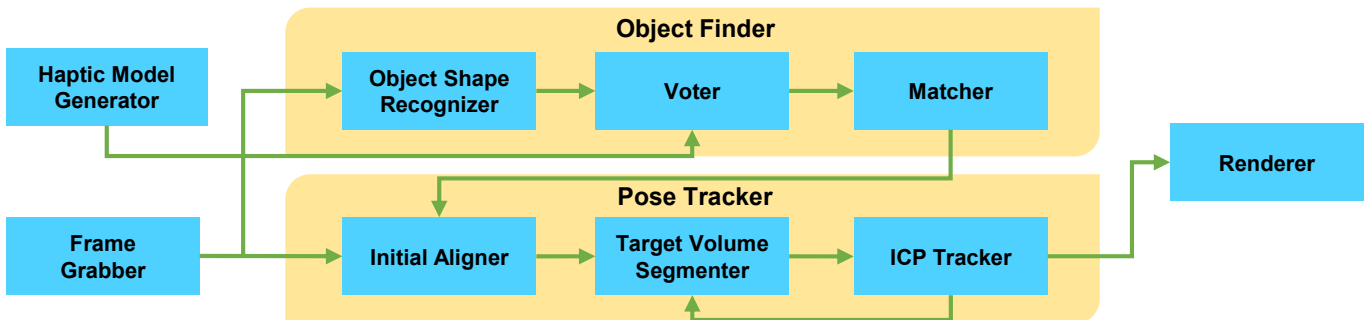 Object Finder
Haptic Model
Generator
Object Shape
Recognizer
Voter
Matcher
Renderer
Pose Tracker
Frame
Grabber
Initial Aligner
Target Volume
Segmenter
ICP Tracker